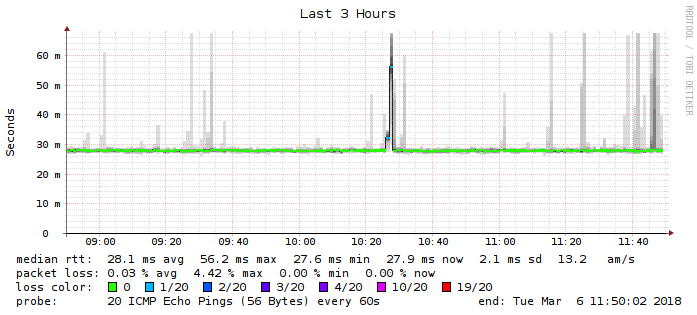 Last 3 Hours
RRDTOOL / TOBI OETIKER
Seconds
60 m
50 m
40 m
30 m
20 m
10 m
0
09:00 09:20 09:40 10:00 10:20 10:40 11:00 11:20 11:40
median rtt: 28.1 ms avg 56.2 ms max 27.6 ms min 27.9 ms now 2.1 ms sd 13.2 am/s
packet loss: 0.03 % avg 4.42 % max 0.00 % min 0.00 % now
loss color: 0 1/20 2/20 3/20 4/20 10/20 19/20
probe: 20 ICMP Echo Pings (56 Bytes) every 60s end: Tue Mar 6 11:50:02 2018